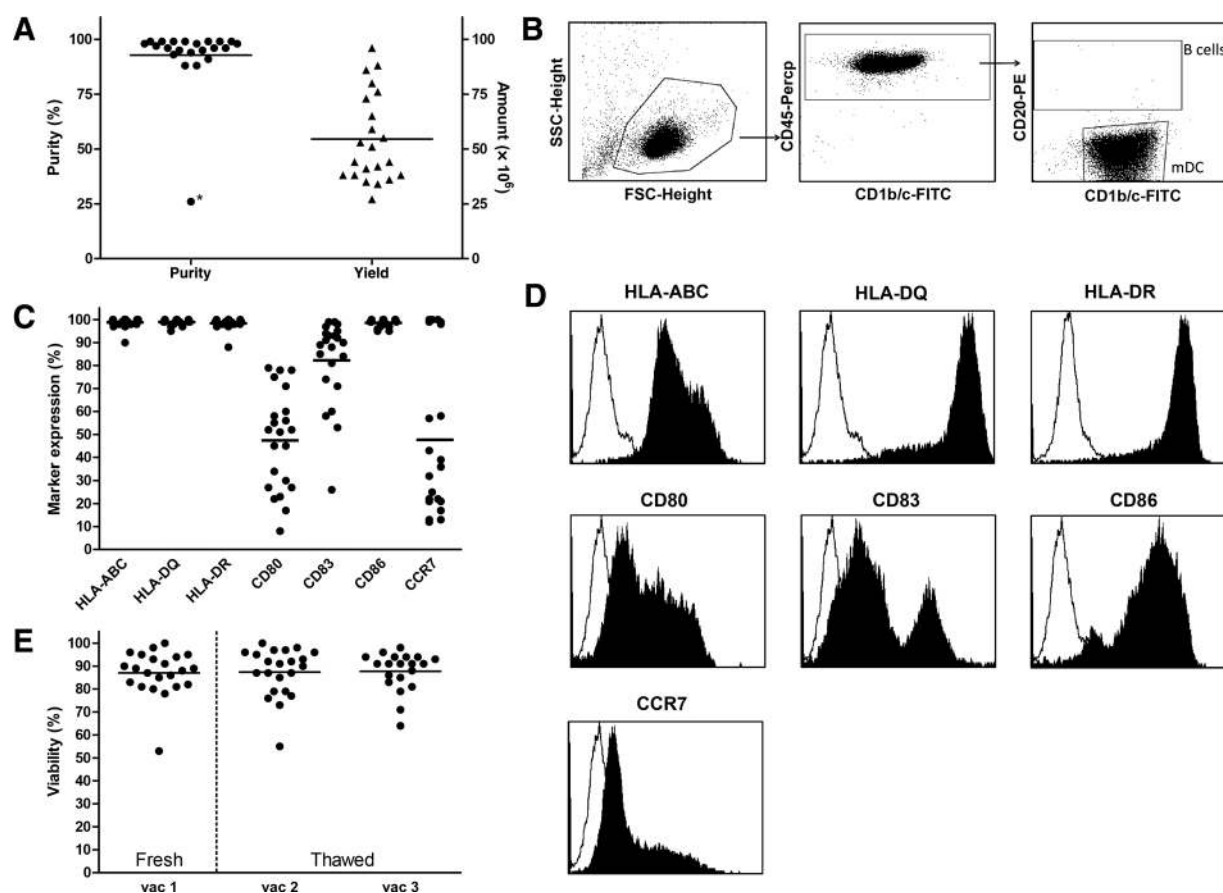 A
Purity (%)
100
75
50
25
0
*
Purity
Yield
100
75
50
25
0
Amount (× 10⁶)
B
SSC-Height
FSC-Height
CD45-Percp
CD1b/c-FITC
CD20-PE
B cells
mDC
CD1b/c-FITC
C
Marker expression (%)
100
90
80
70
60
50
40
30
20
10
0
HLA-ABC
HLA-DQ
HLA-DR
CD80
CD83
CD86
CCR7
D
HLA-ABC
HLA-DQ
HLA-DR
CD80
CD83
CD86
CCR7
E
Viability (%)
100
90
80
70
60
50
40
30
20
10
0
Fresh
Thawed
vac 1
vac 2
vac 3